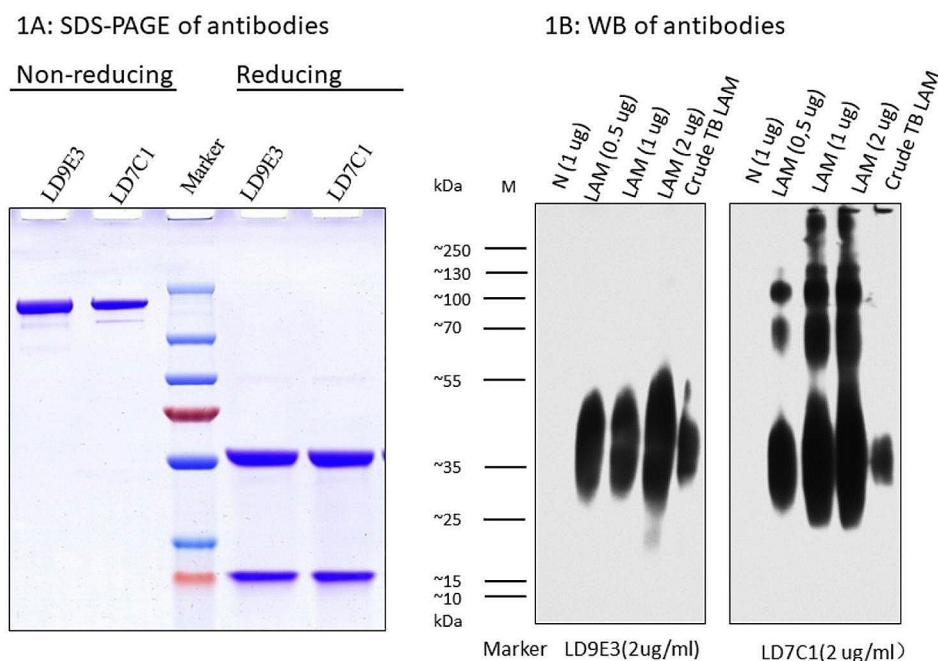 1A: SDS-PAGE of antibodies
Non-reducing
Reducing
LD9E3
LD7C1
Marker
LD9E3
LD7C1
1B: WB of antibodies
N (1 ug)
LAM (0.5 ug)
LAM (1 ug)
LAM (2 ug)
Crude TB LAM
N (1 ug)
LAM (0,5 ug)
LAM (1 ug)
LAM (2 ug)
Crude TB LAM
kDa M
~250
~130
~100
~70
~55
~35
~25
~15
~10
kDa
Marker LD9E3(2ug/ml) LD7C1(2 ug/ml)